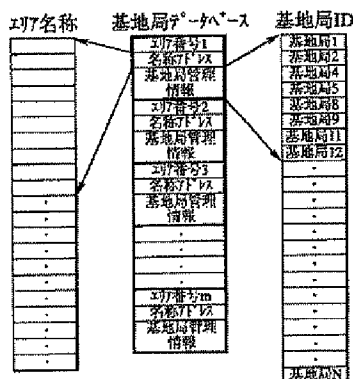 エリア名称
基地局データベース
基地局ID
エリア番号1
名称アドレス
基地局管理
情報
エリア番号2
名称アドレス
基地局管理
情報
エリア番号3
名称アドレス
基地局管理
情報
エリア番号m
名称アドレス
基地局管理
情報
基地局1
基地局2
基地局4
基地局5
基地局8
基地局9
基地局11
基地局12
基地局N